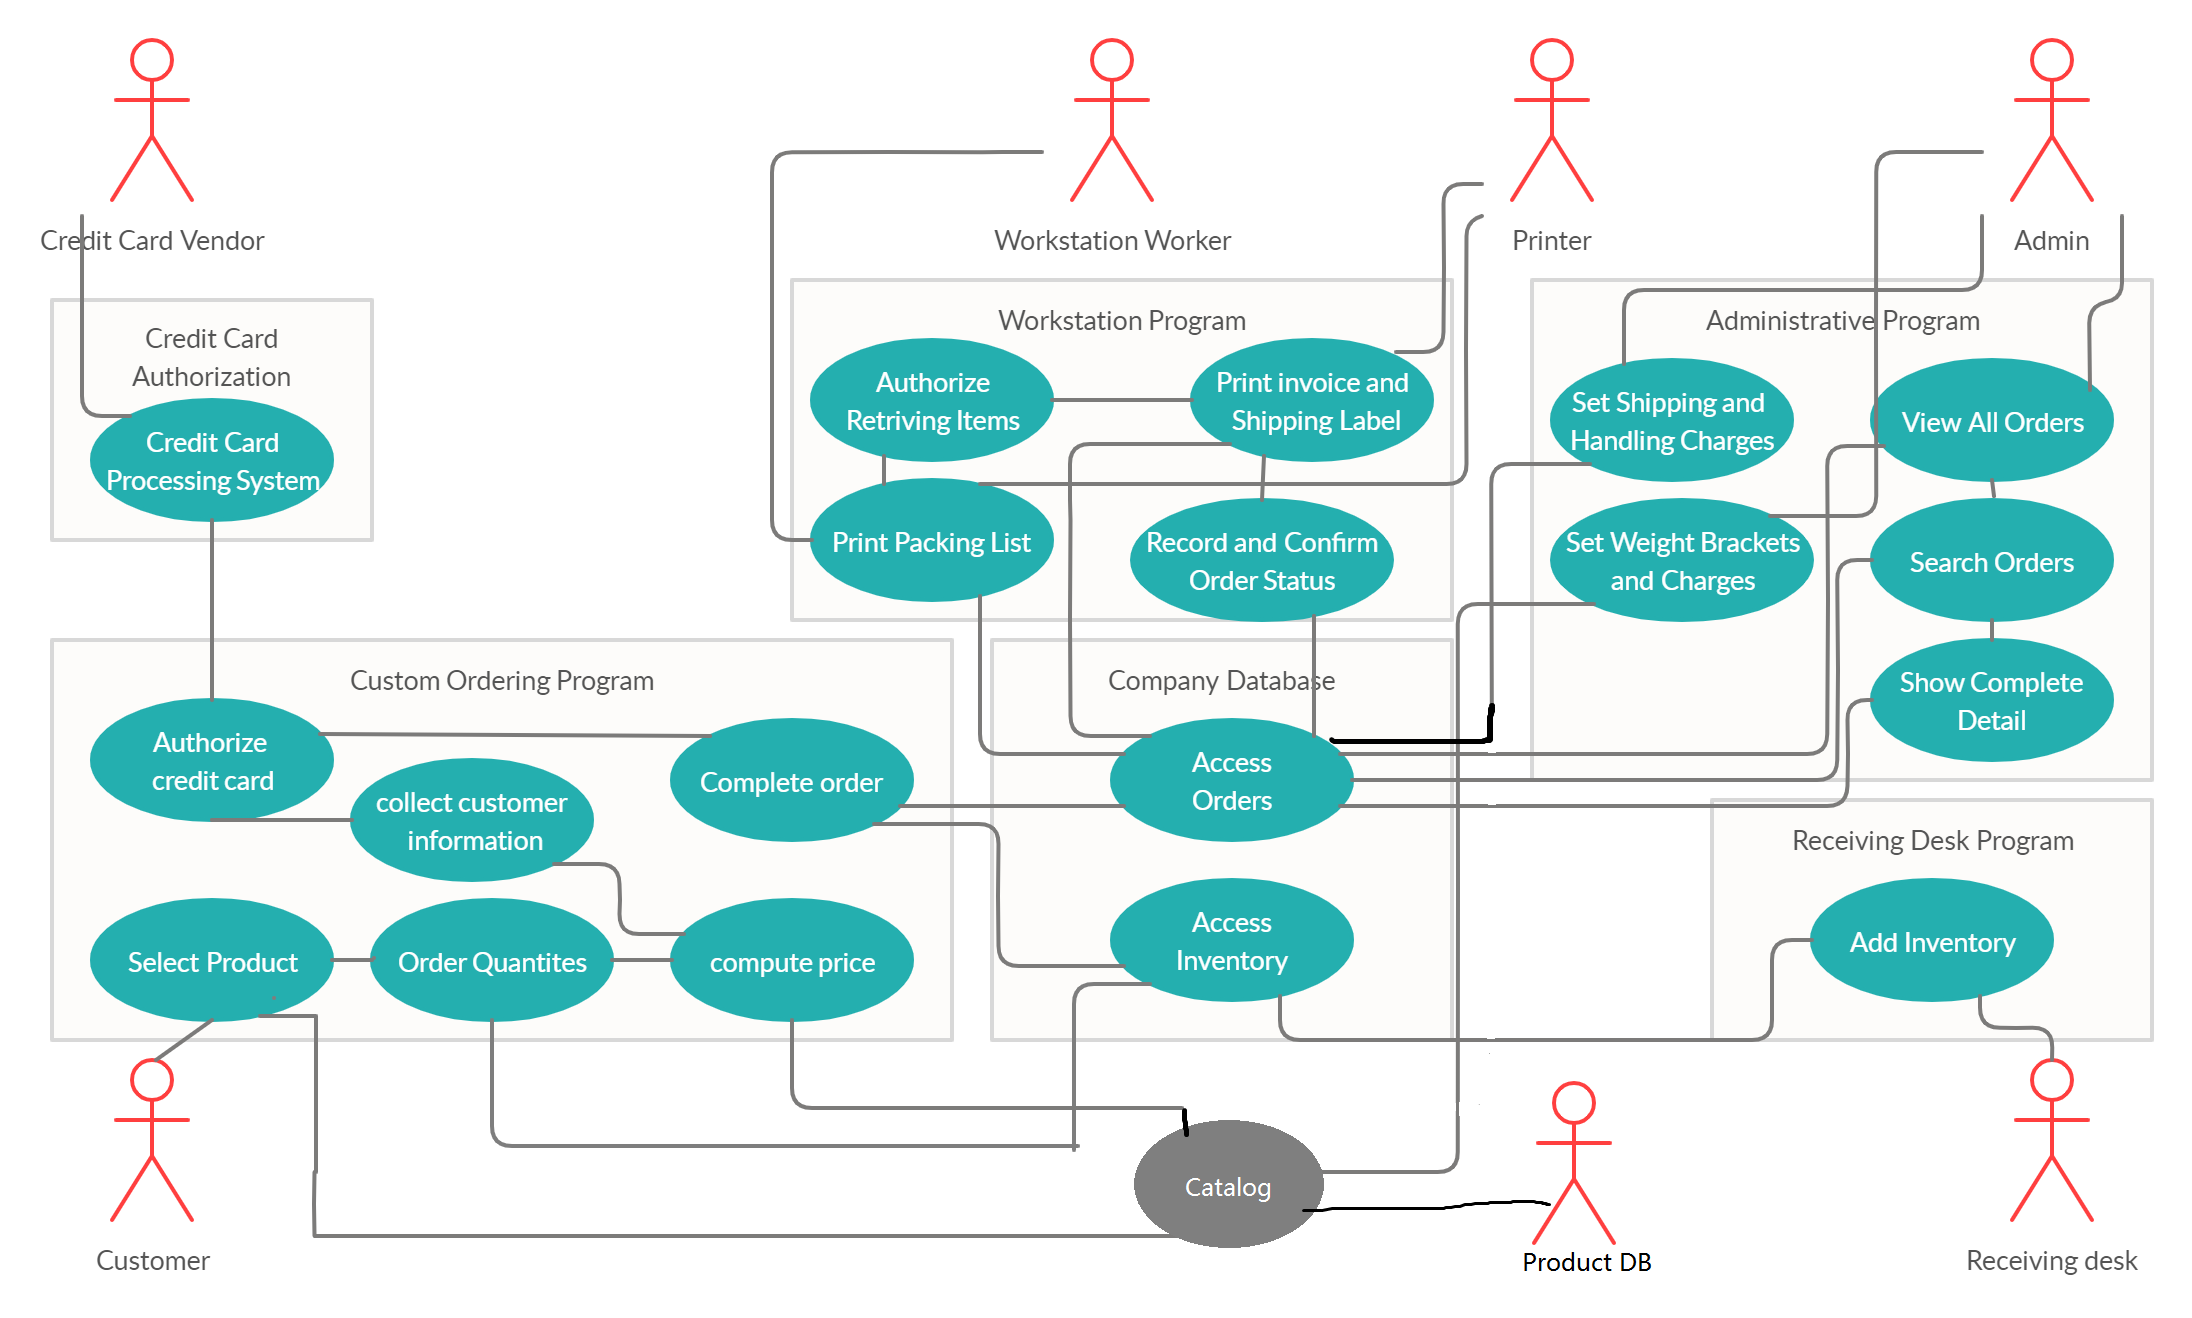 Credit Card Vendor
Workstation Worker
Printer
Admin
Credit Card
Authorization
Credit Card
Processing System
Workstation Program
Authorize
Retriving Items
Print invoice and
Shipping Label
Print Packing List
Record and Confirm
Order Status
Administrative Program
Set Shipping and
Handling Charges
View All Orders
Set Weight Brackets
and Charges
Search Orders
Show Complete
Detail
Custom Ordering Program
Authorize
credit card
collect customer
information
Complete order
Select Product
Order Quantites
compute price
Company Database
Access
Orders
Access
Inventory
Receiving Desk Program
Add Inventory
Catalog
Customer
Product DB
Receiving desk